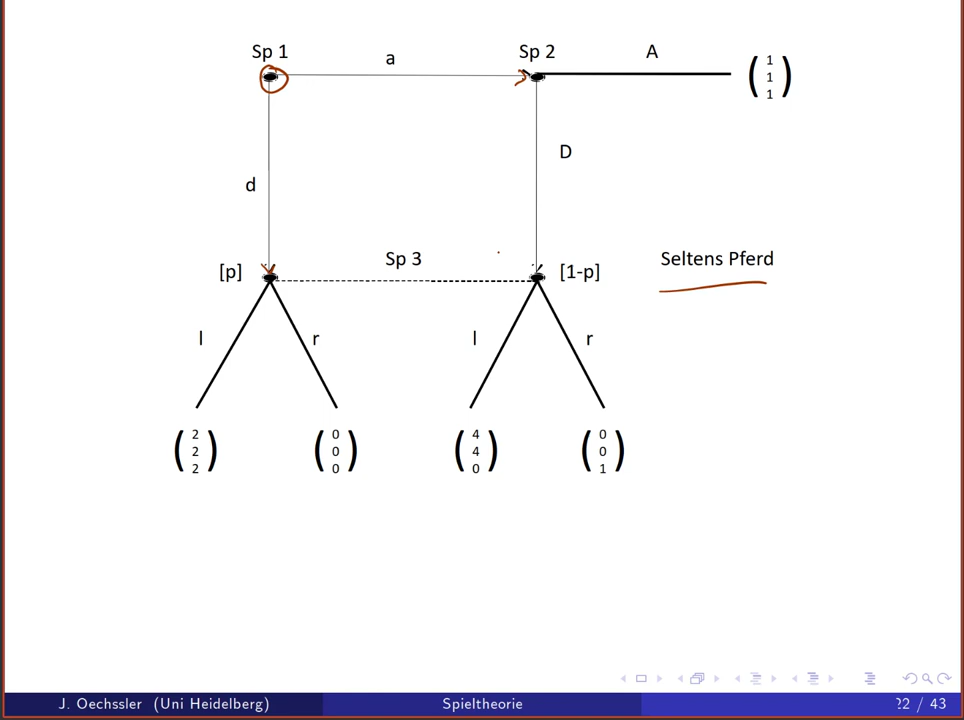 Sp 1
a
Sp 2
A
1
1
1
d
D
[p]
Sp 3
[1-p]
Seltens Pferd
l
r
l
r
2
2
2
0
0
0
4
4
0
0
0
1
J. Oechssler (Uni Heidelberg)
Spieltheorie
22 / 43